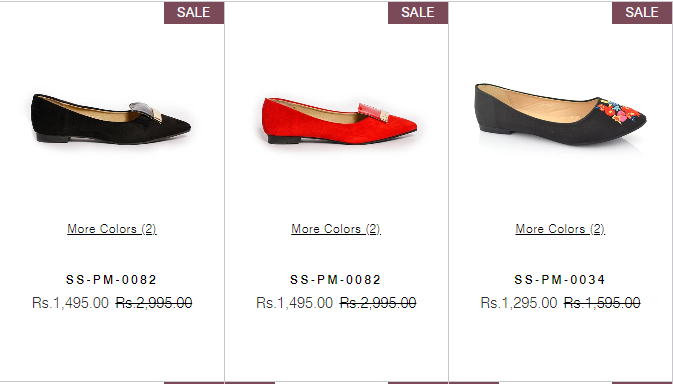 SALE SALE SALE
More Colors (2) More Colors (2) More Colors (2)
SS-PM-0082 SS-PM-0082 SS-PM-0034
Rs.1,495.00 Rs.2,995.00 Rs.1,495.00 Rs.2,995.00 Rs.1,295.00 Rs.1,595.00